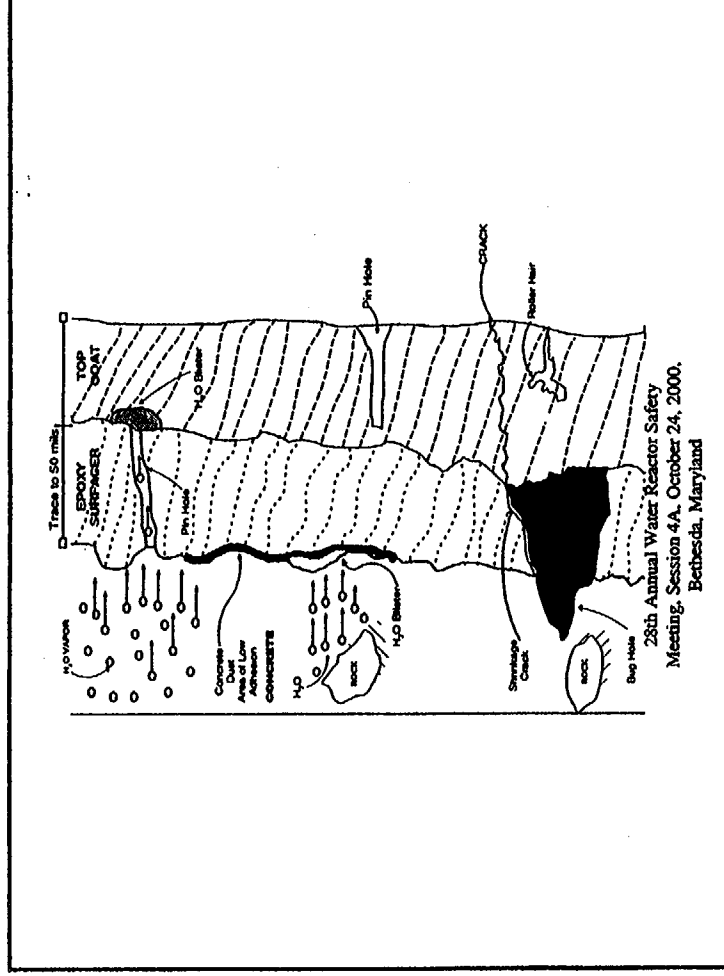 Trace to 50 mils
EPOXY
SURFACER
TOP
COAT
H₂O VAPOR
H₂O Blister
Pin Hole
Concrete
Dust
Area of Low
Adhesion
CONCRETE
Pin Hole
H₂O
ROCK
H₂O Blister
CRACK
Shrinkage
Crack
Roller Hair
ROCK
Bug Hole
28th Annual Water Reactor Safety
Meeting, Session 4A, October 24, 2000,
Bethesda, Maryland